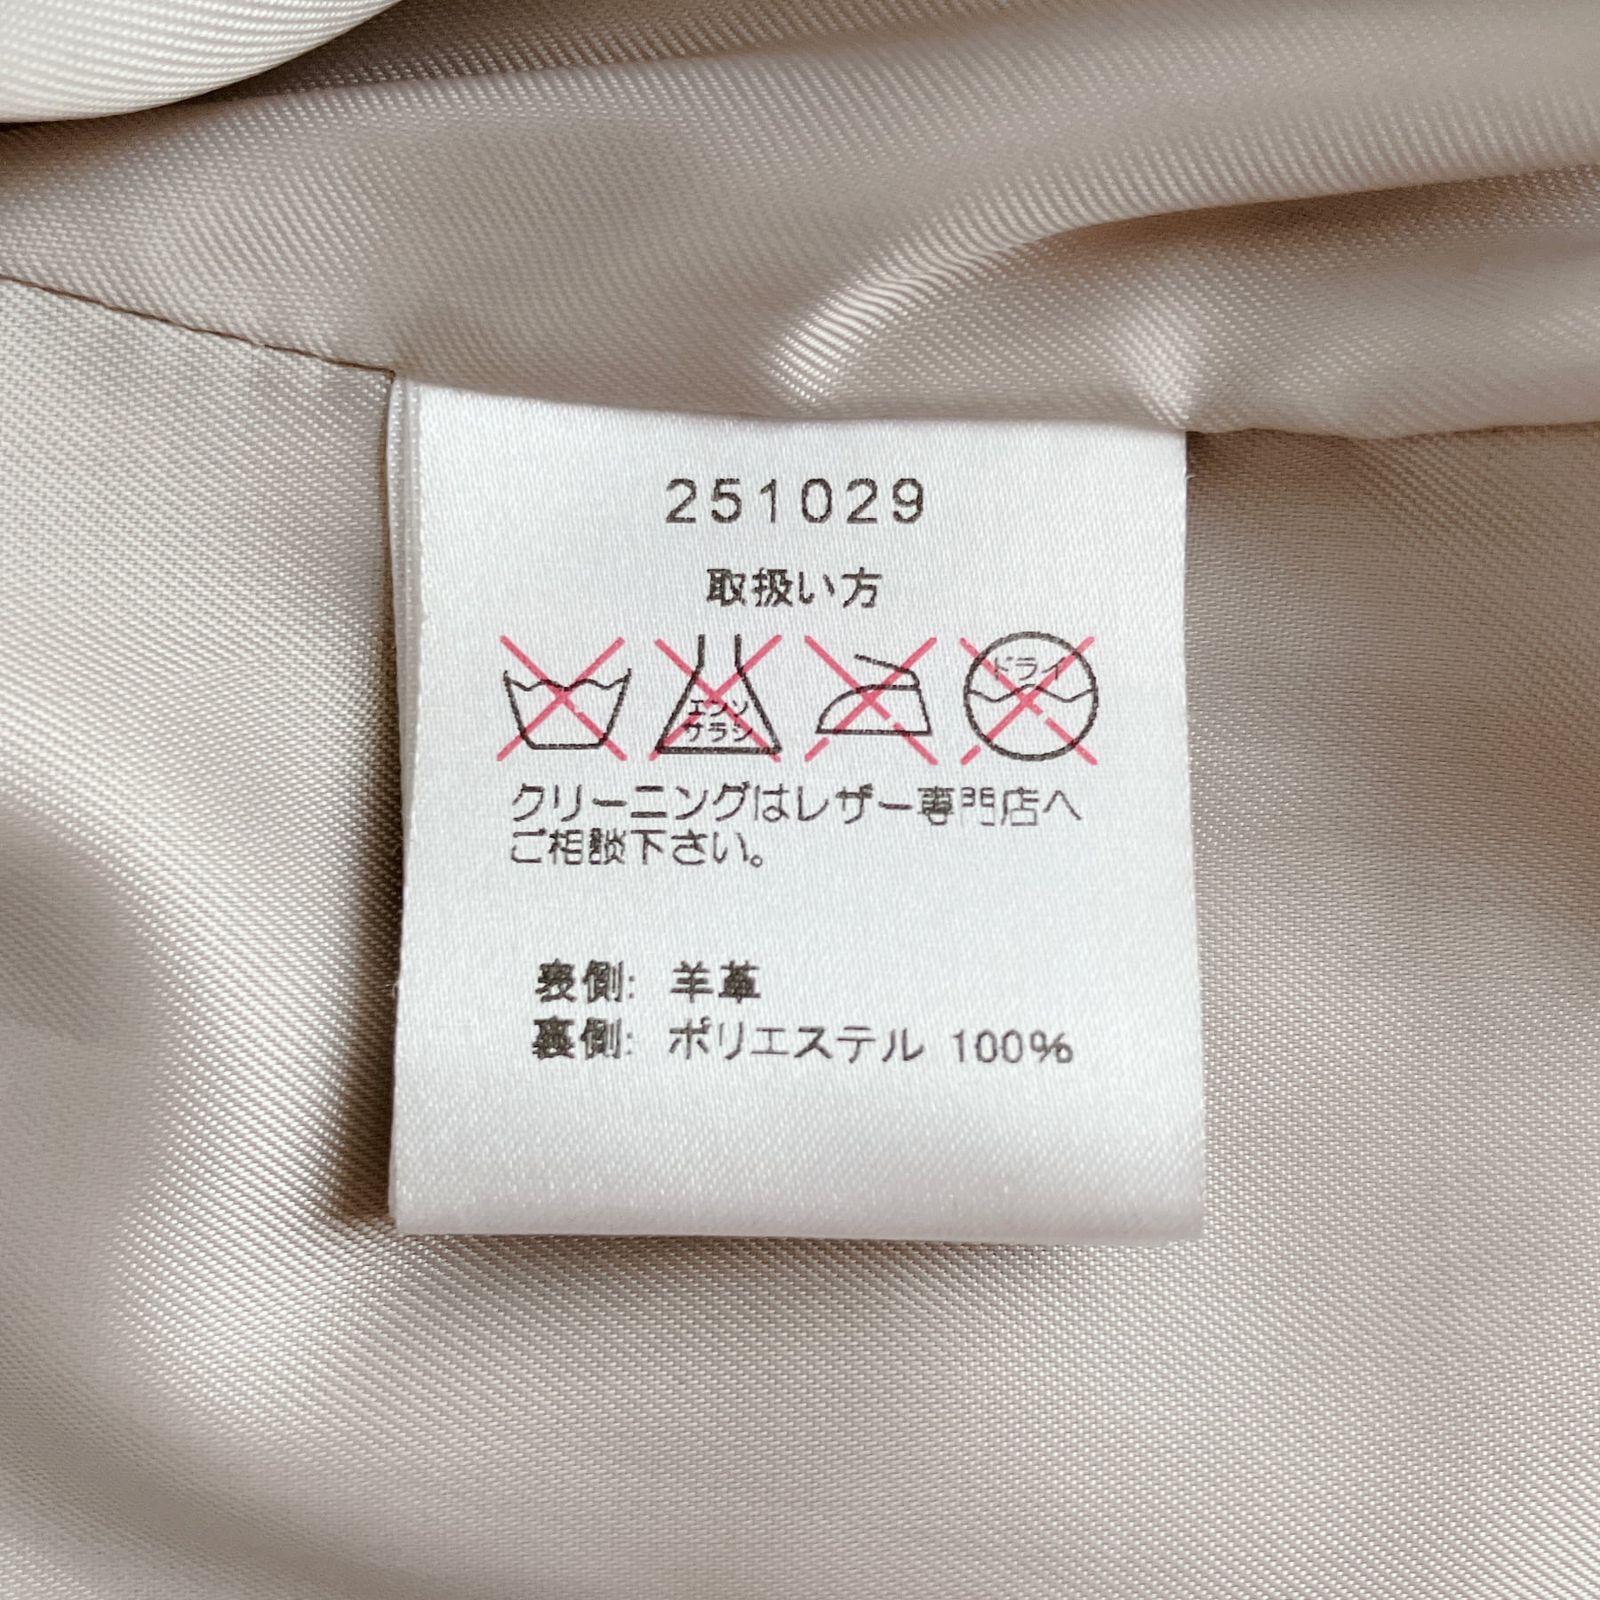 251029
取扱い方
エンソ
サラシ
ドライ
クリーニングはレザー専門店へ
ご相談下さい。
表側: 羊革
裏側: ポリエステル 100%